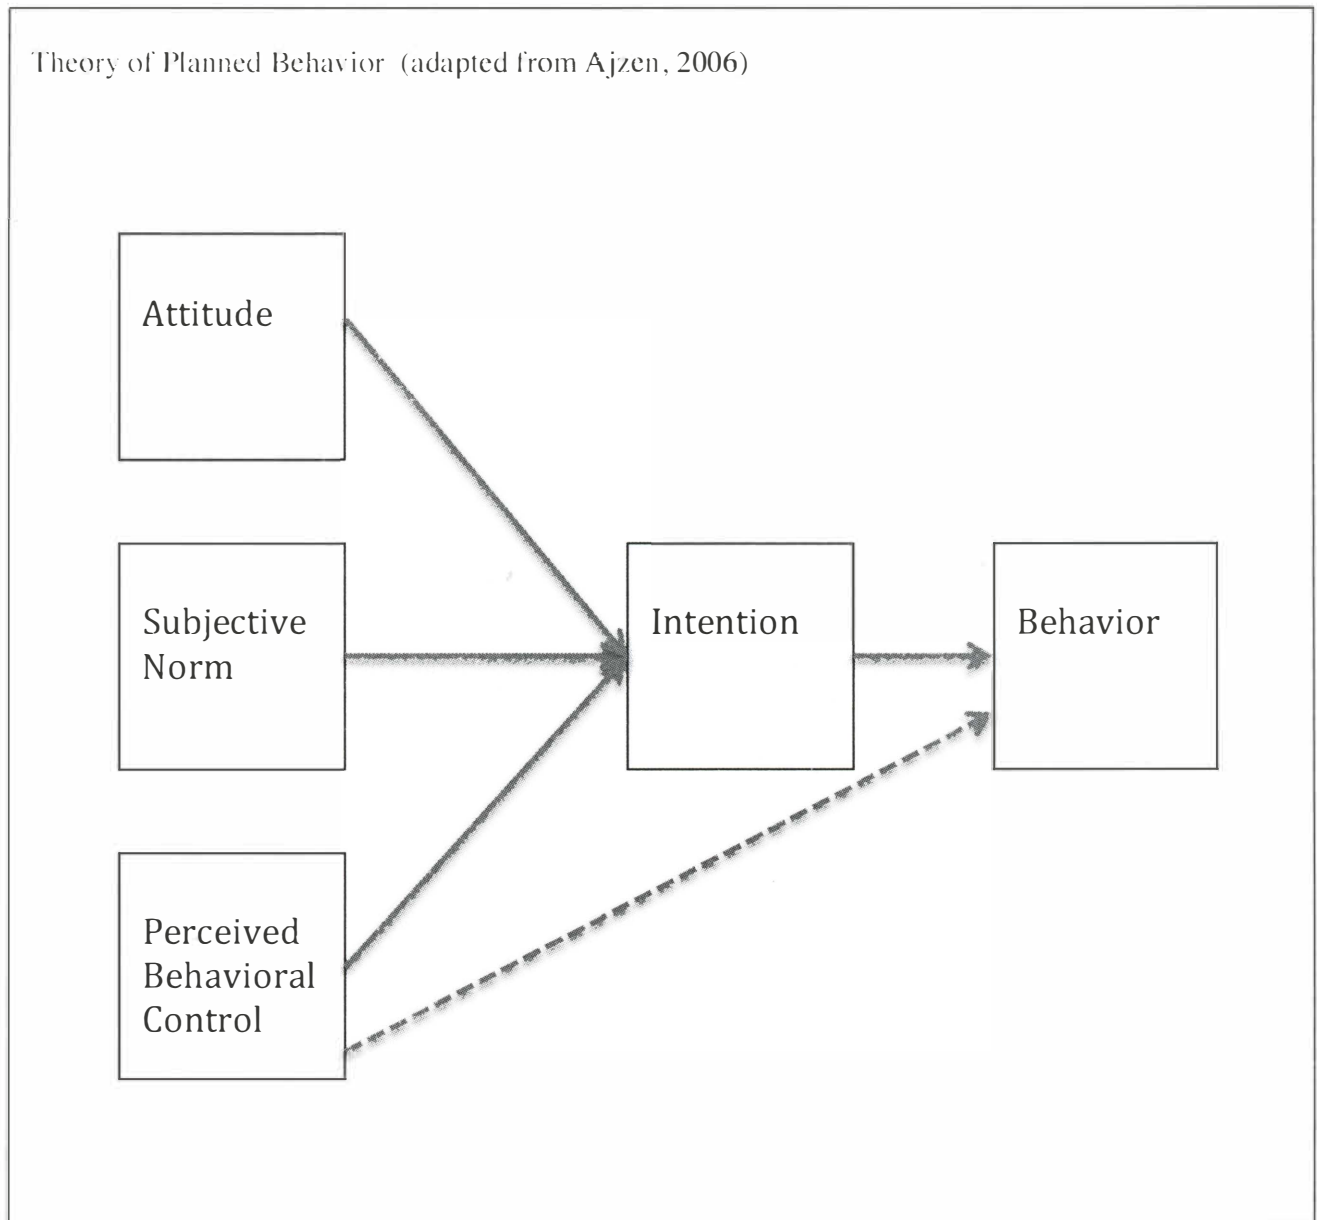 Theory of Planned Behavior (adapted from Ajzen, 2006)
Attitude
Subjective
Norm
Intention
Behavior
Perceived
Behavioral
Control